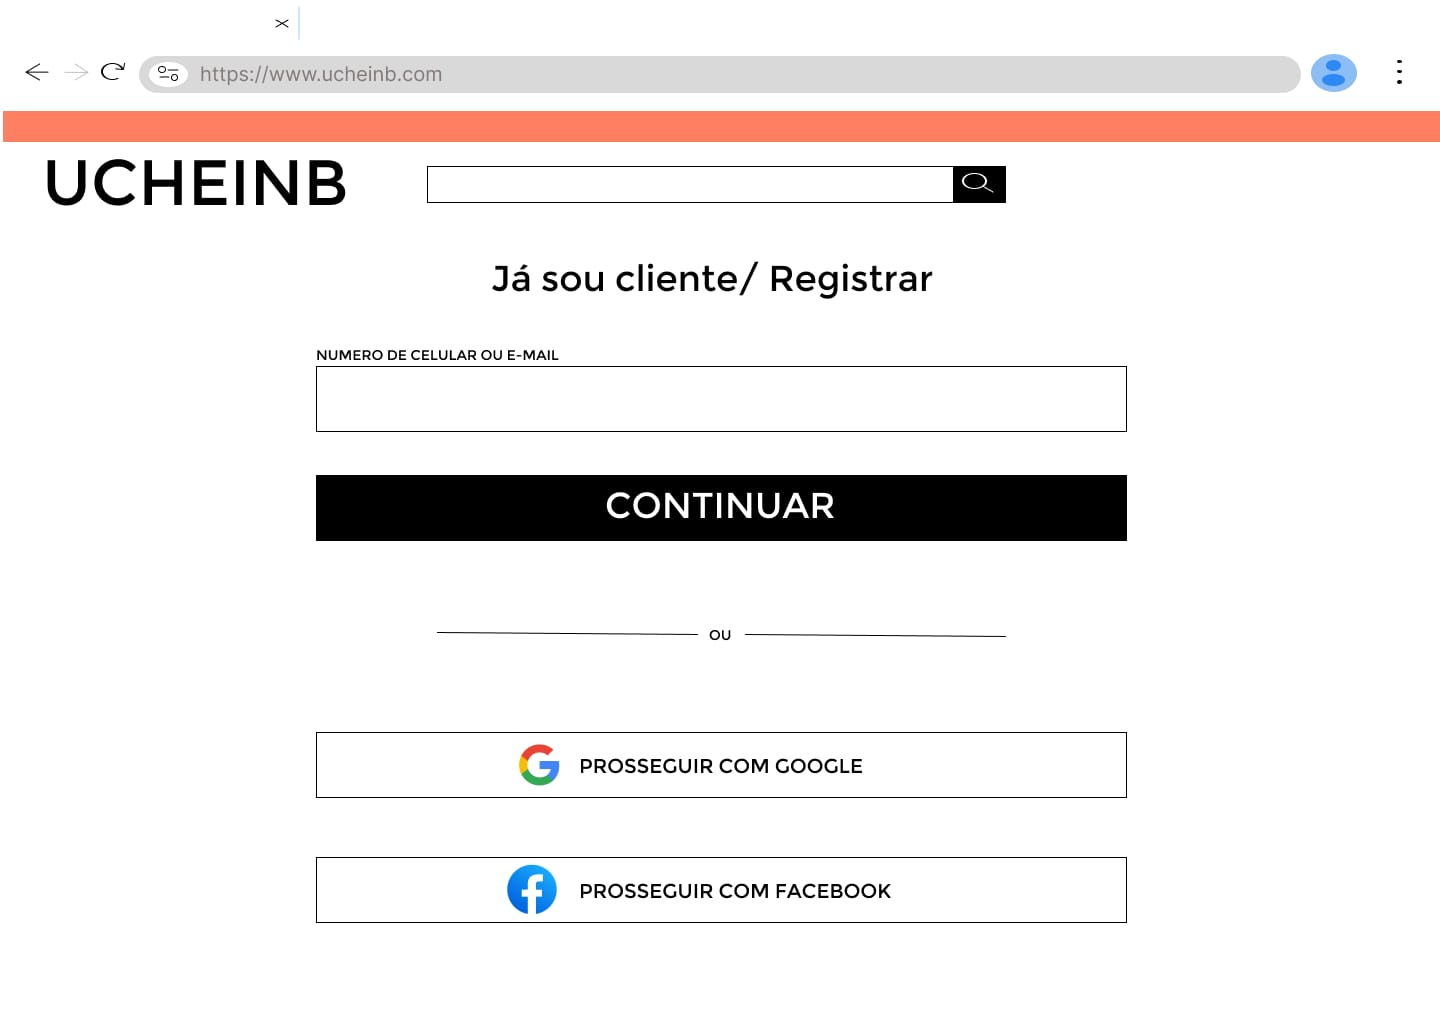 https://www.ucheinb.com
UCHEINB
Já sou cliente/ Registrar
NUMERO DE CELULAR OU E-MAIL
CONTINUAR
OU
PROSSEGUIR COM GOOGLE
PROSSEGUIR COM FACEBOOK